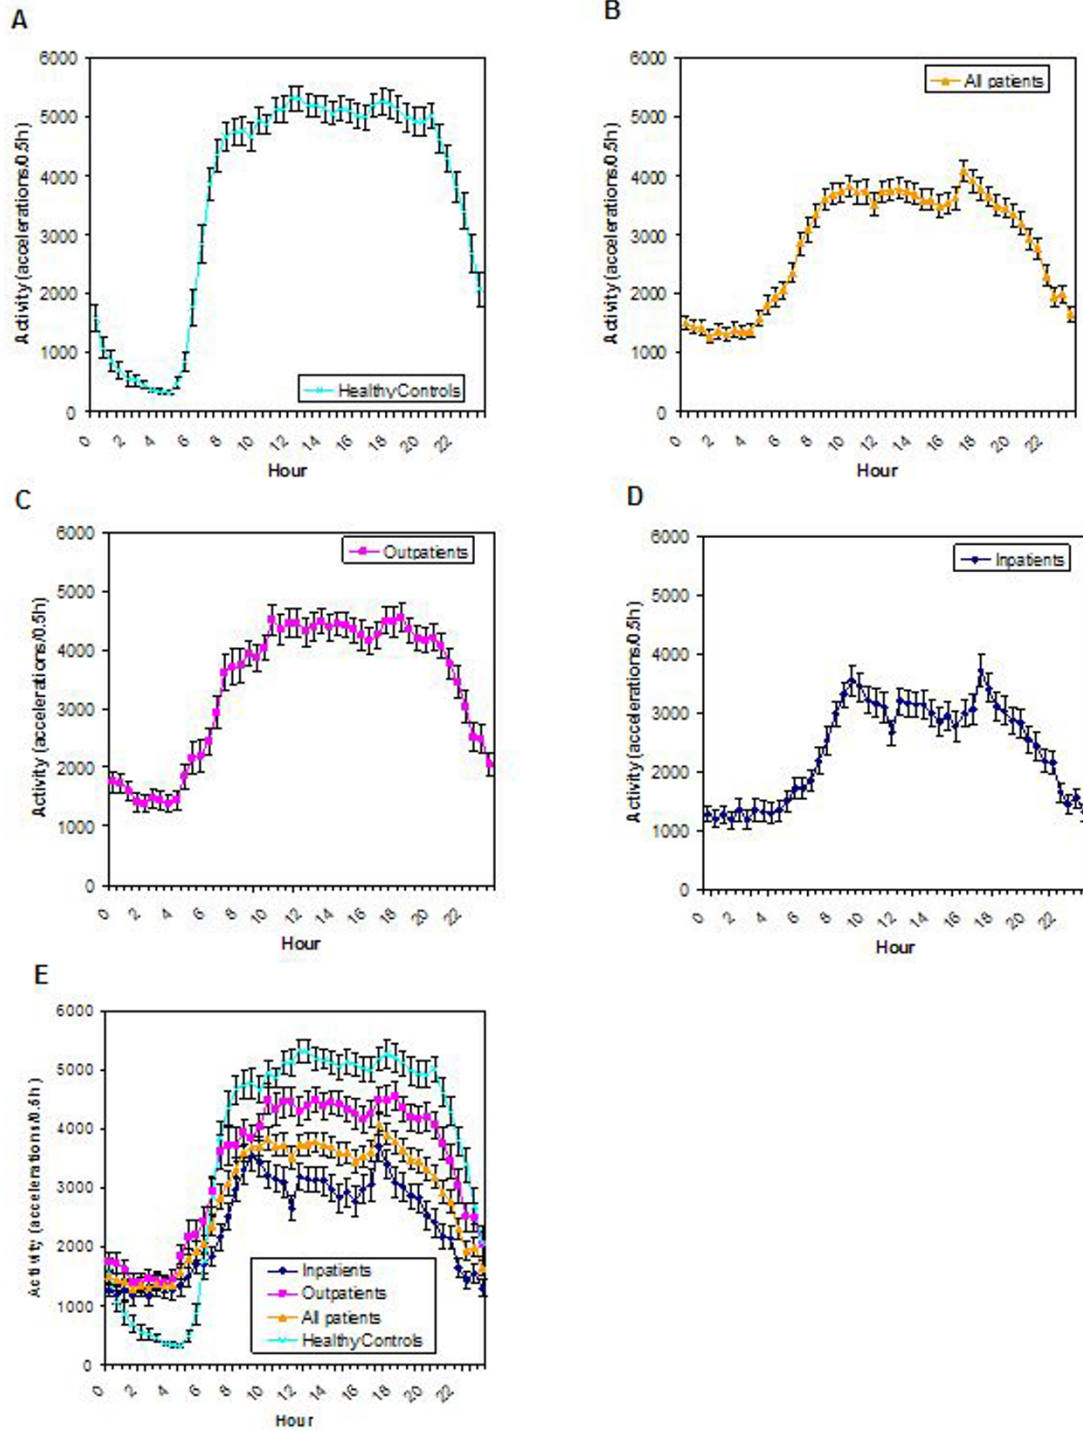 A
6000
5000
4000
3000
2000
1000
0
Activity (accelerations/0.5h)
0 2 4 6 8 10 12 14 16 18 20 22
Hour
HealthyControls
B
6000
5000
4000
3000
2000
1000
0
Activity (accelerations/0.5h)
0 2 4 6 8 10 12 14 16 18 20 22
Hour
All patients
C
6000
5000
4000
3000
2000
1000
0
Activity (accelerations/0.5h)
0 2 4 6 8 10 12 14 16 18 20 22
Hour
Outpatients
D
6000
5000
4000
3000
2000
1000
0
Activity (accelerations/0.5h)
0 2 4 6 8 10 12 14 16 18 20 22
Hour
Inpatients
E
6000
5000
4000
3000
2000
1000
0
Activity (accelerations/0.5h)
0 2 4 6 8 10 12 14 16 18 20 22
Hour
Inpatients
Outpatients
All patients
HealthyControls